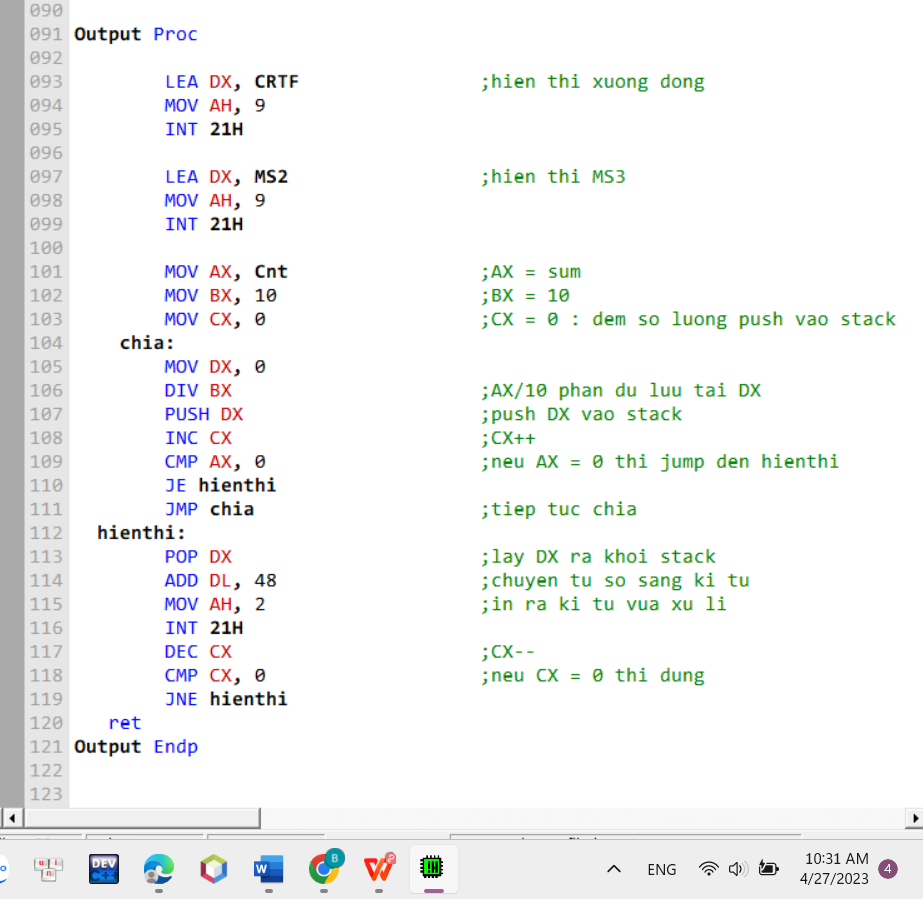 090
091 Output Proc
092
093 LEA DX, CRTF ;hien thi xuong dong
094 MOV AH, 9
095 INT 21H
096
097 LEA DX, MS2 ;hien thi MS3
098 MOV AH, 9
099 INT 21H
100
101 MOV AX, Cnt ;AX = sum
102 MOV BX, 10 ;BX = 10
103 MOV CX, 0 ;CX = 0 : dem so luong push vao stack
104 chia:
105 MOV DX, 0
106 DIV BX ;AX/10 phan du luu tai DX
107 PUSH DX ;push DX vao stack
108 INC CX ;CX++
109 CMP AX, 0 ;neu AX = 0 thi jump den hienthi
110 JE hienthi
111 JMP chia ;tiep tuc chia
112 hienthi:
113 POP DX ;lay DX ra khoi stack
114 ADD DL, 48 ;chuyen tu so sang ki tu
115 MOV AH, 2 ;in ra ki tu vua xu li
116 INT 21H
117 DEC CX ;CX--
118 CMP CX, 0 ;neu CX = 0 thi dung
119 JNE hienthi
120 ret
121 Output Endp
122
123
DEV C++
W
B
ENG
10:31 AM
4/27/2023
4